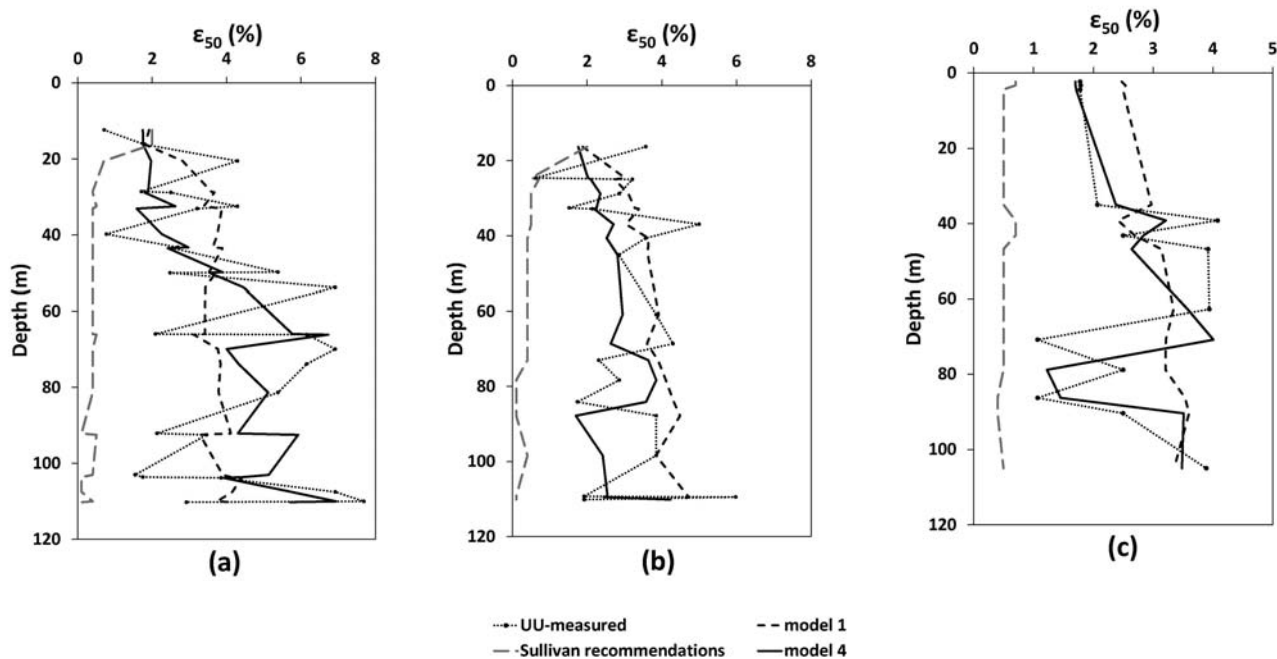 ε50 (%)
0 2 4 6 8
0
20
40
60
80
100
120
Depth (m)
(a)
ε50 (%)
0 2 4 6 8
0
20
40
60
80
100
120
Depth (m)
(b)
ε50 (%)
0 1 2 3 4 5
0
20
40
60
80
100
120
Depth (m)
(c)
UU-measured model 1
Sullivan recommendations model 4